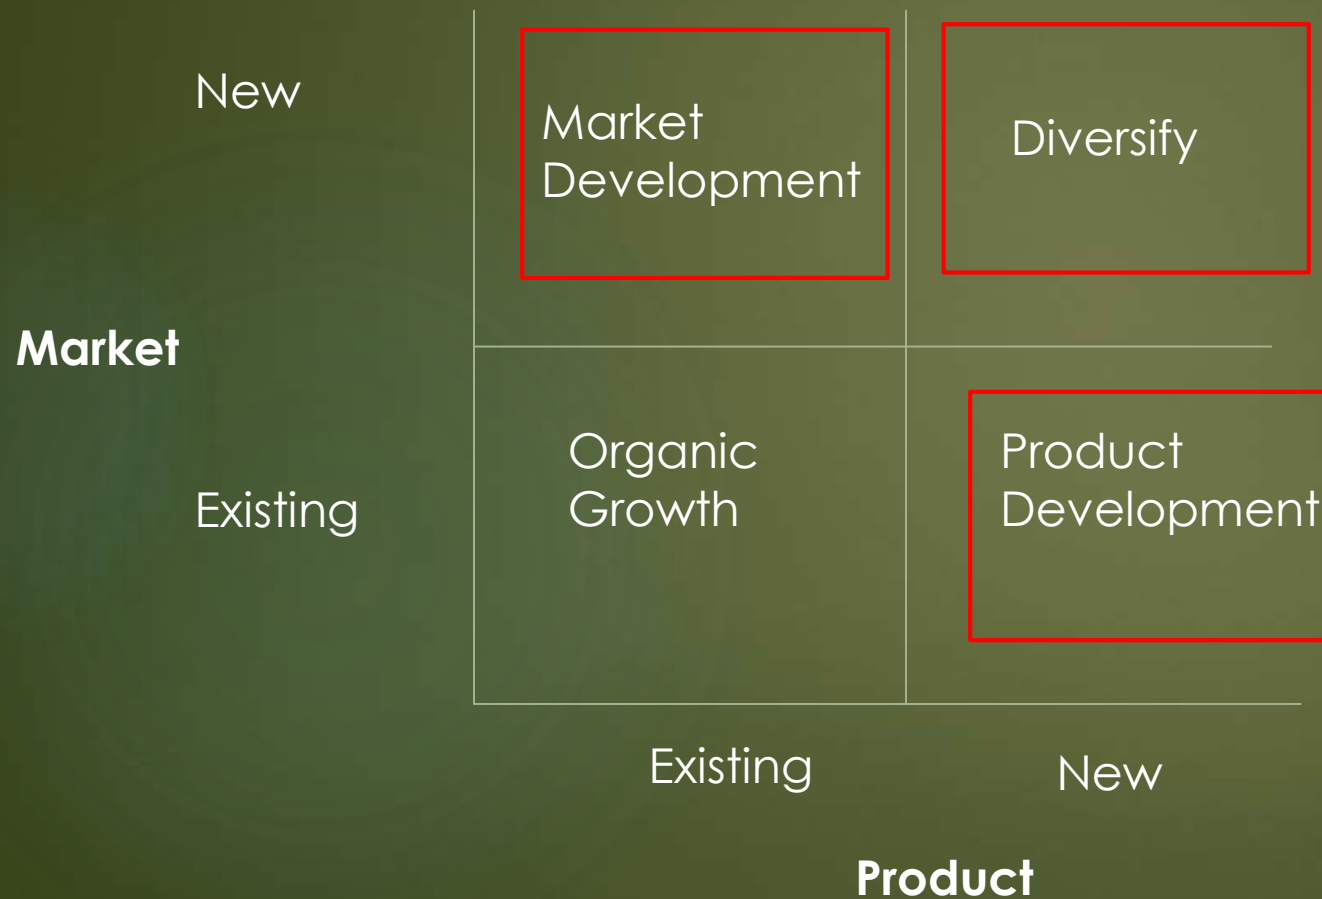 New
Market
Development
Diversify
Market
Organic
Growth
Product
Development
Existing
Existing
New
Product